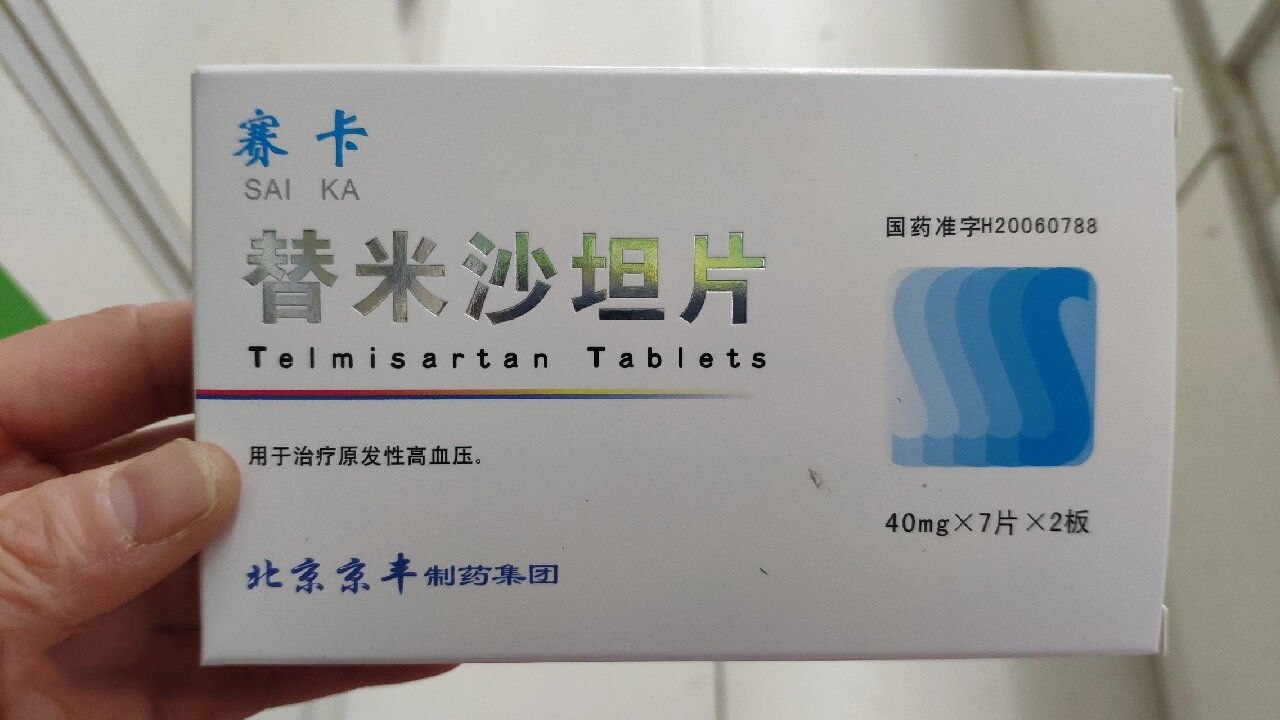 赛卡
SAI KA
替米沙坦片
Telmisartan Tablets
用于治疗原发性高血压。
北京京丰制药集团
国药准字H20060788
40mg×7片×2板